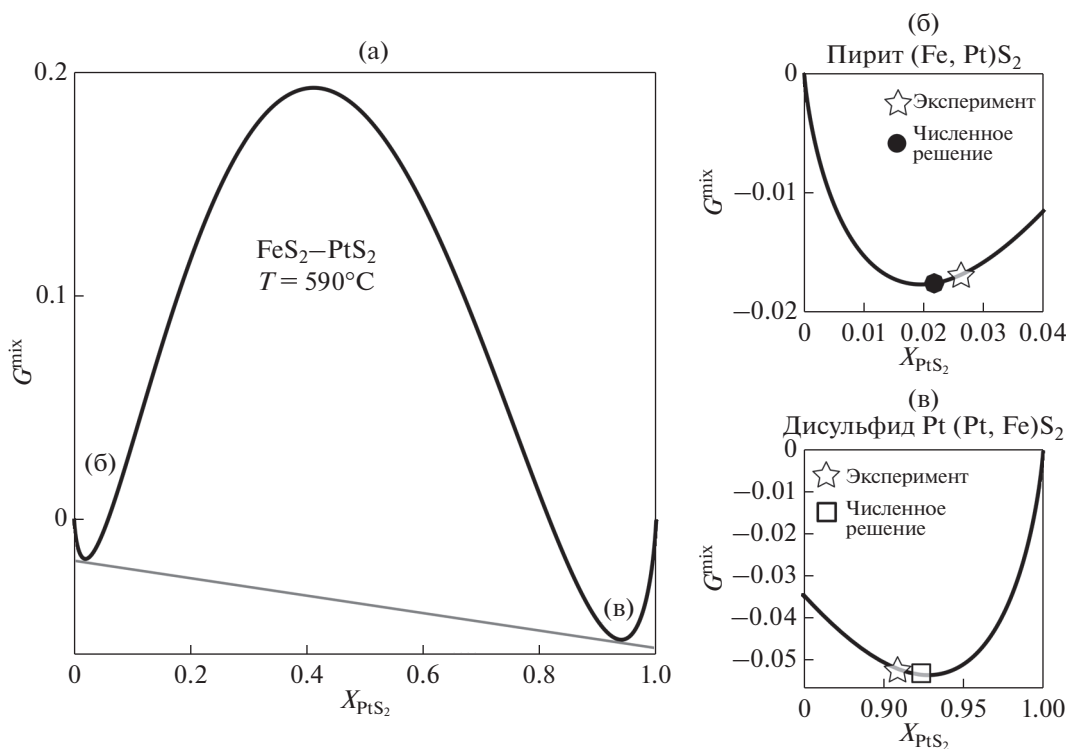 (а)
0.2
0.1
0
G^mix
FeS₂–PtS₂
T = 590°C
(б)
(в)
0
0.2
0.4
0.6
0.8
1.0
X_PtS₂
(б)
Пирит (Fe, Pt)S₂
0
−0.01
−0.02
G^mix
Эксперимент
Численное
решение
0
0.01
0.02
0.03
0.04
X_PtS₂
(в)
Дисульфид Pt (Pt, Fe)S₂
0
−0.01
−0.02
−0.03
−0.04
−0.05
G^mix
Эксперимент
Численное
решение
0
0.90
0.95
1.00
X_PtS₂